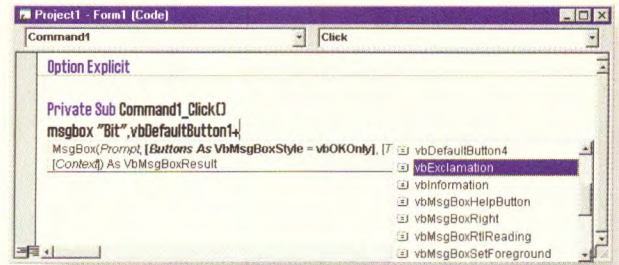 Project1 - Form1 (Code)
Command1
Click
Option Explicit
Private Sub Command1_Click()
msgbox "Bit",vbDefaultButton1+
MsgBox(Prompt, [Buttons As VbMsgBoxStyle = vbOKOnly], [T
[Context]) As VbMsgBoxResult
vbDefaultButton4
vbExclamation
vbInformation
vbMsgBoxHelpButton
vbMsgBoxRight
vbMsgBoxRtlReading
vbMsgBoxSetForeground